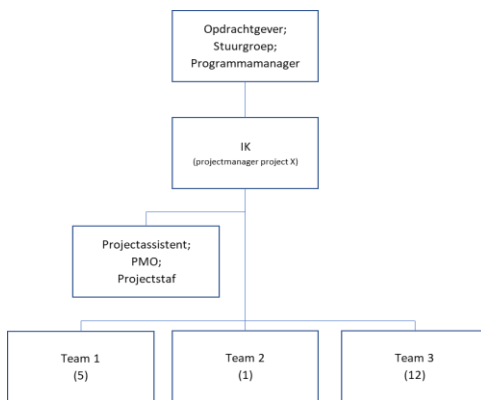 Opdrachtgever;
Stuurgroep;
Programmamanager
IK
(projectmanager project X)
Projectassistent;
PMO;
Projectstaf
Team 1
(5)
Team 2
(1)
Team 3
(12)